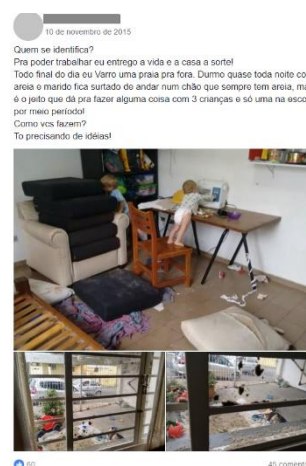 10 de novembro de 2015
Quem se identifica?
Pra poder trabalhar eu entrego a vida e a casa a sorte!
Todo final do dia eu Varro uma praia pra fora. Durmo quase toda noite co
areia e marido fica surtado de andar num chão que sempre tem areia, ma
é o jeito que dá pra fazer alguma coisa com 3 crianças e só uma na esco
por meio período!
Como vcs fazem?
To precisando de idéias!
60
45 coment